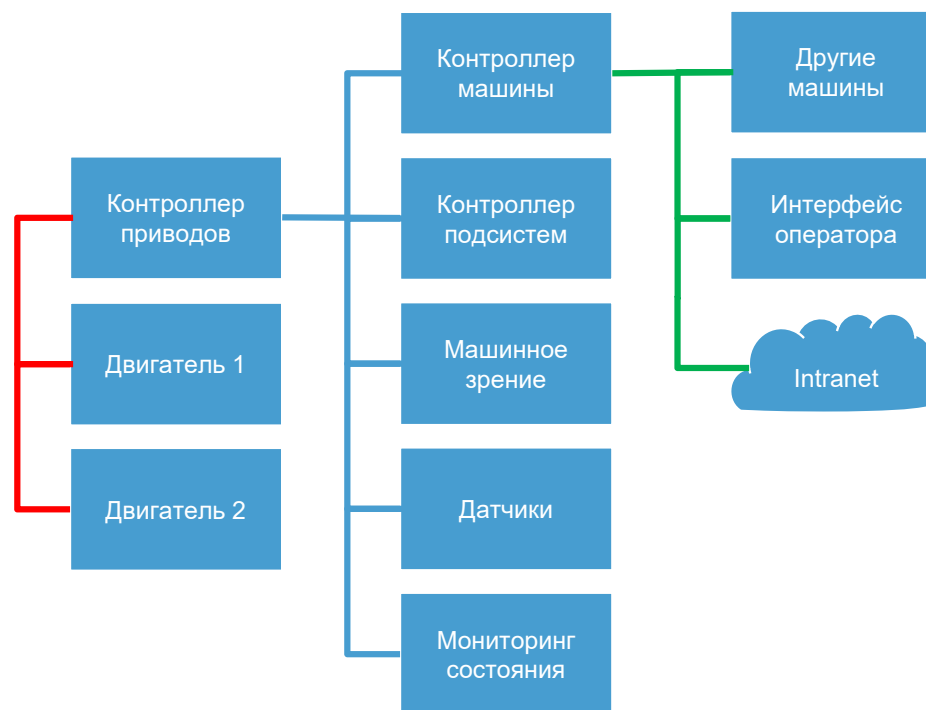 Контроллер
машины
Другие
машины
Контроллер
приводов
Контроллер
подсистем
Интерфейс
оператора
Двигатель 1
Машинное
зрение
Intranet
Двигатель 2
Датчики
Мониторинг
состояния